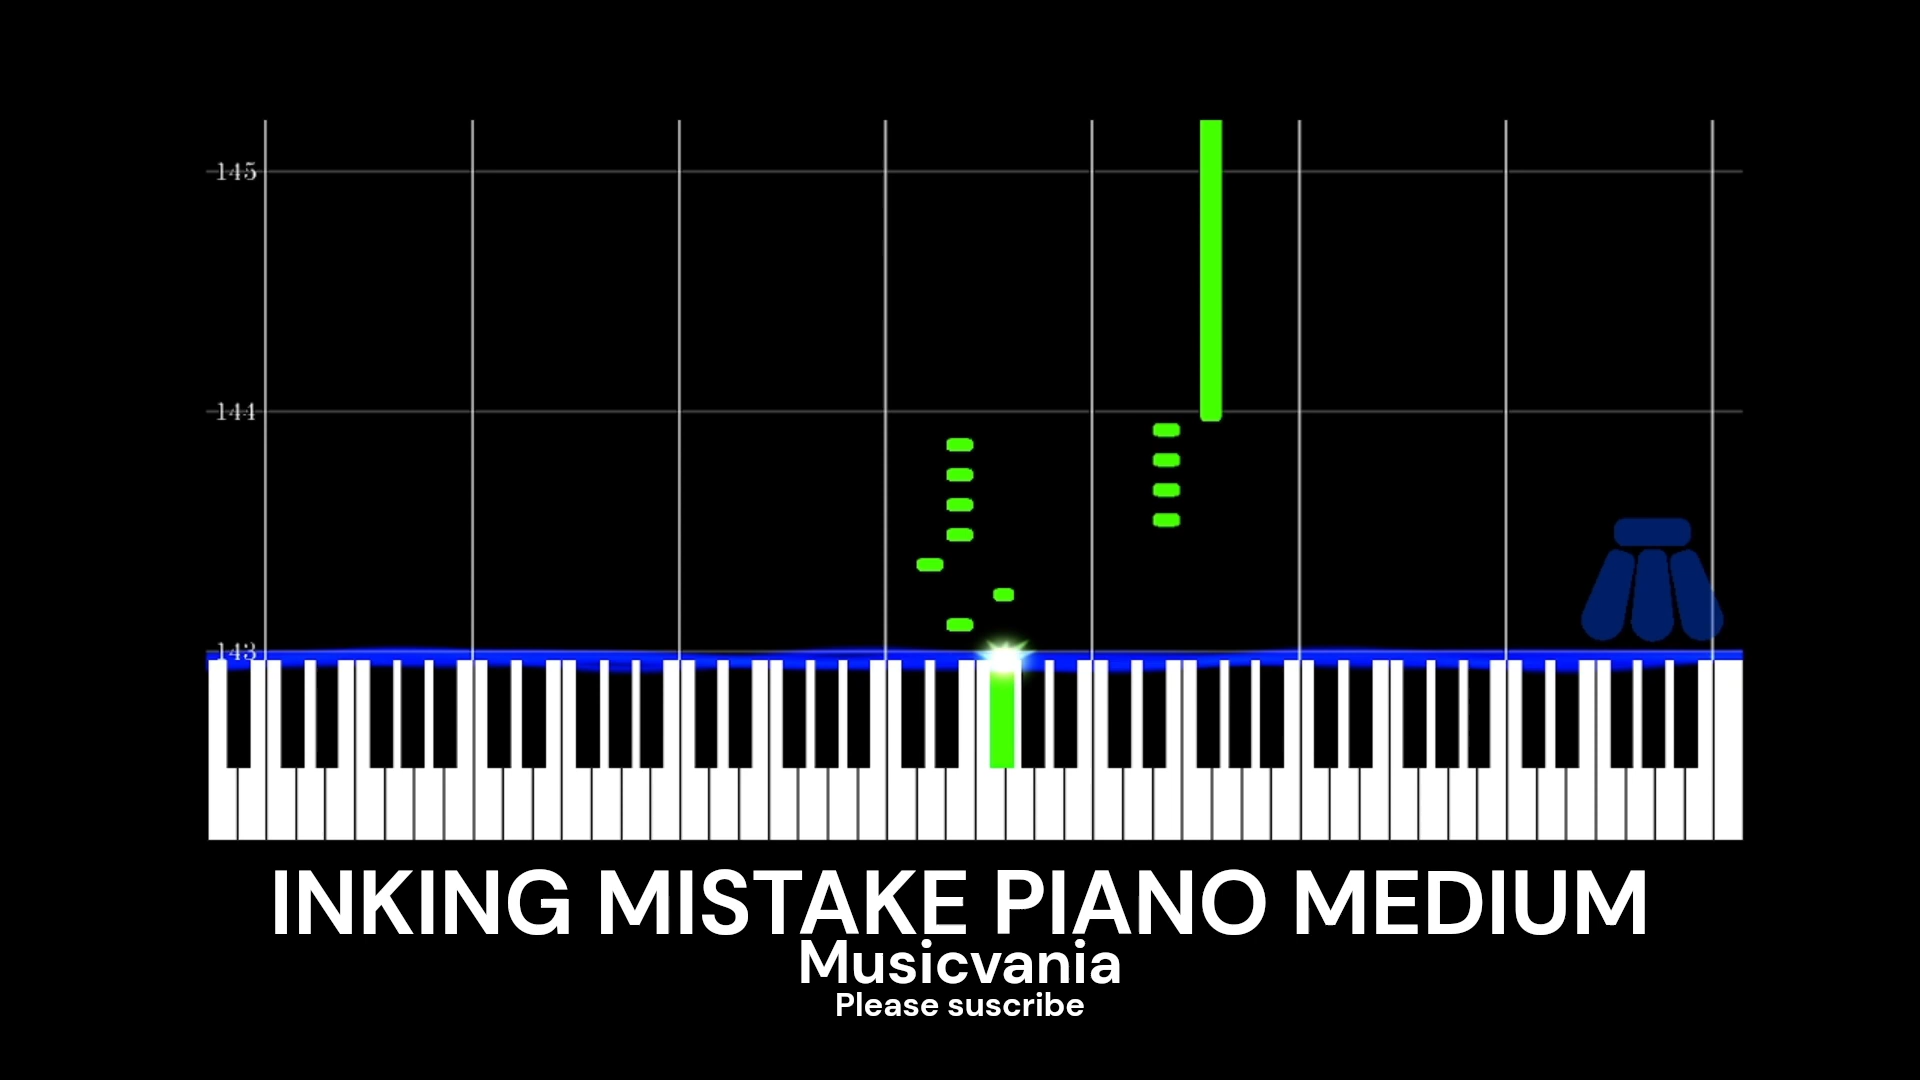 145
144
143
INKING MISTAKE PIANO MEDIUM
Musicvania
Please suscribe